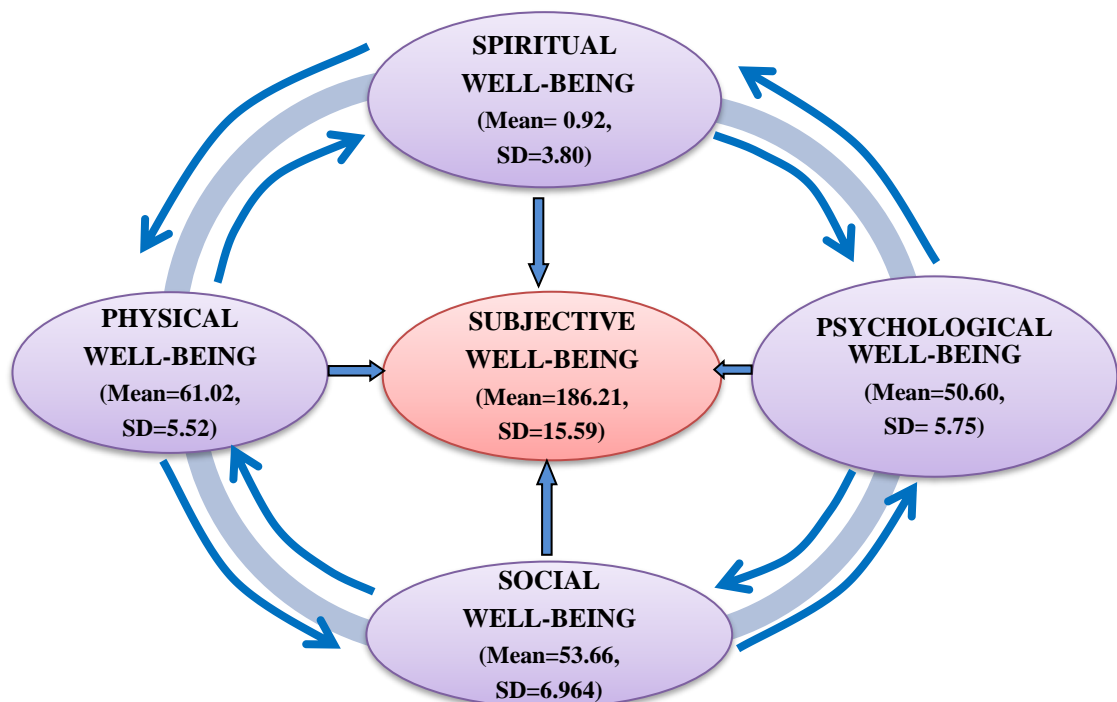 SPIRITUAL
WELL-BEING
(Mean= 0.92,
SD=3.80)
PHYSICAL
WELL-BEING
(Mean=61.02,
SD=5.52)
SUBJECTIVE
WELL-BEING
(Mean=186.21,
SD=15.59)
PSYCHOLOGICAL
WELL-BEING
(Mean=50.60,
SD= 5.75)
SOCIAL
WELL-BEING
(Mean=53.66,
SD=6.964)